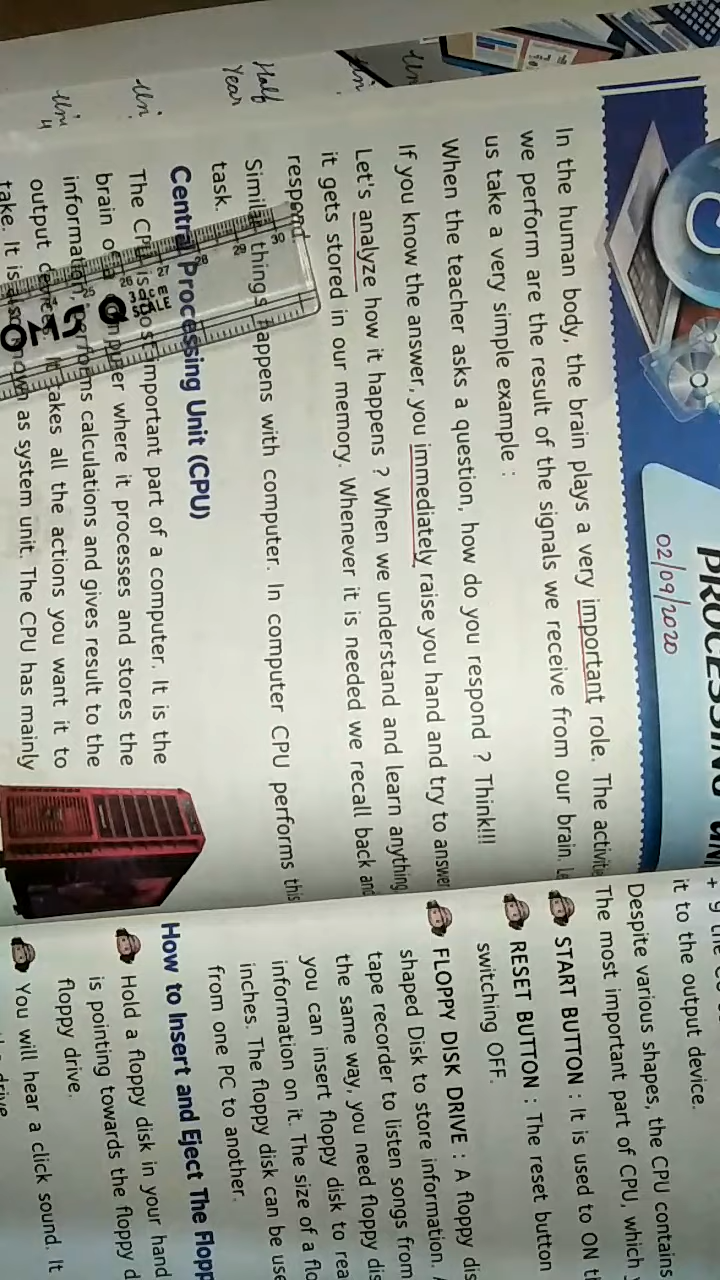 PROCESSING UNI
02/09/2020
In the human body, the brain plays a very important role. The activit
we perform are the result of the signals we receive from our brain. Le
us take a very simple example :
When the teacher asks a question, how do you respond ? Think!!!
If you know the answer, you immediately raise you hand and try to answer
Let's analyze how it happens ? When we understand and learn anything
it gets stored in our memory. Whenever it is needed we recall back and
respond.
Half
Year
Similar things happens with computer. In computer CPU performs this
task.
Central Processing Unit (CPU)
The CPU is a most important part of a computer. It is the
brain of a computer where it processes and stores the
information, performs calculations and gives result to the
output devices. It takes all the actions you want it to
take. It is also known as system unit. The CPU has mainly
30
29
28
27
26
SCALE
it to the output device.
Despite various shapes, the CPU contains
The most important part of CPU, which
START BUTTON : It is used to ON t
RESET BUTTON : The reset button
switching OFF.
FLOPPY DISK DRIVE : A floppy dis
shaped Disk to store information.
tape recorder to listen songs from
the same way, you need floppy dis
you can insert floppy disk to rea
information on it. The size of a flo
inches. The floppy disk can be use
from one PC to another.
How to Insert and Eject The Flopp
Hold a floppy disk in your hand
is pointing towards the floppy d
floppy drive.
You will hear a click sound. It
drive